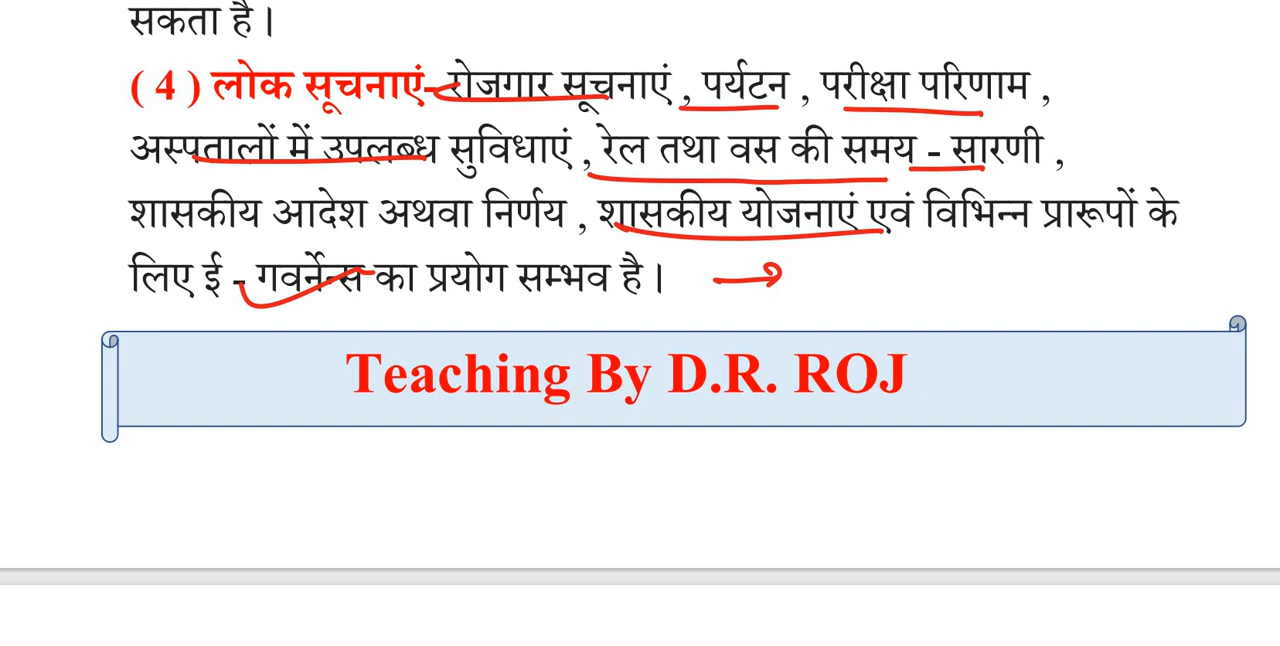 सकता है।
( 4 ) लोक सूचनाएं- रोजगार सूचनाएं , पर्यटन , परीक्षा परिणाम ,
अस्पतालों में उपलब्ध सुविधाएं , रेल तथा वस की समय - सारणी ,
शासकीय आदेश अथवा निर्णय , शासकीय योजनाएं एवं विभिन्न प्रारूपों के
लिए ई - गवर्नेन्स का प्रयोग सम्भव है।
Teaching By D.R. ROJ